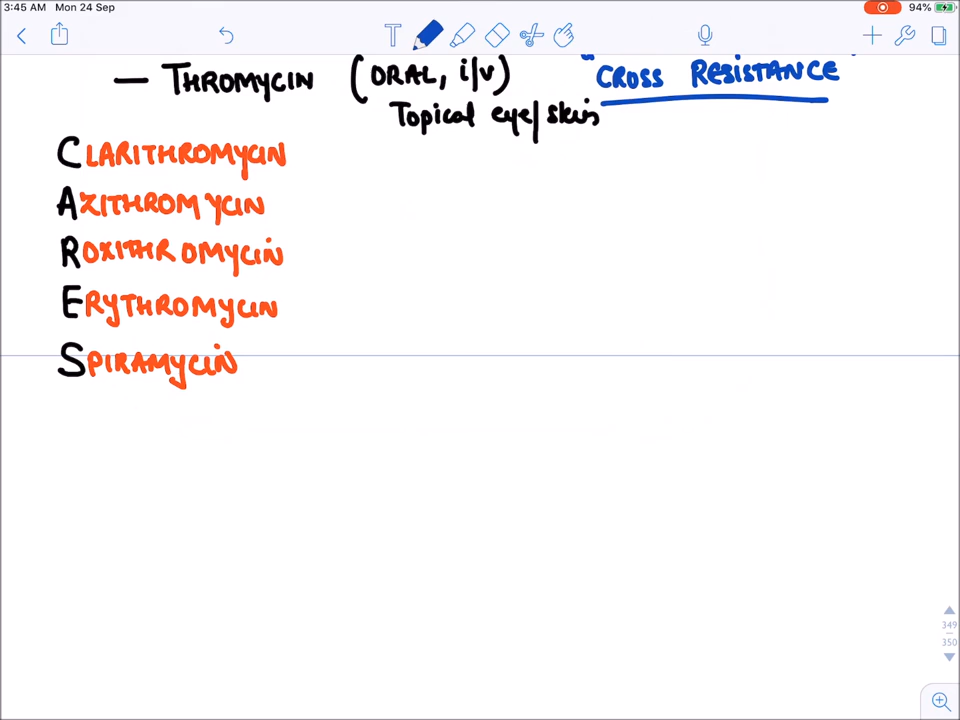 3:45 AM Mon 24 Sep 94%
T
— THROMYCIN (ORAL, i/v) "CROSS RESISTANCE"
Topical eye/skin
CLARITHROMYCIN
AZITHROMYCIN
ROXITHROMYCIN
ERYTHROMYCIN
SPIRAMYCIN
349
350